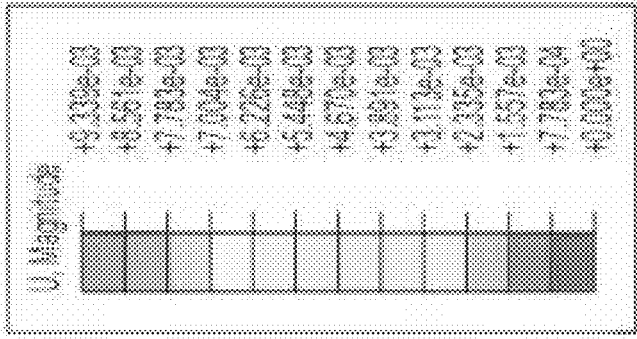 U, Magnitude
+9.339e-03
+8.561e-03
+7.783e-03
+7.004e-03
+6.226e-03
+5.448e-03
+4.670e-03
+3.891e-03
+3.113e-03
+2.335e-03
+1.557e-03
+7.783e-04
+0.000e+00